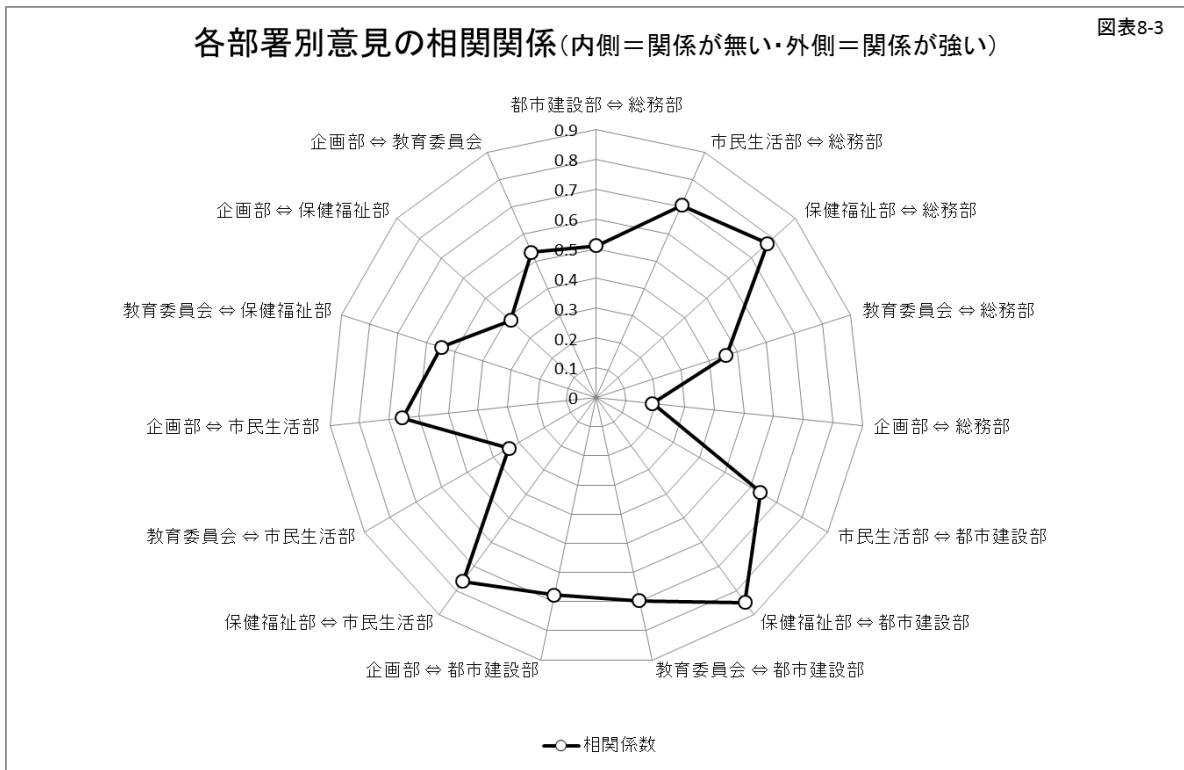 図表8-3
各部署別意見の相関関係(内側=関係が無い・外側=関係が強い)
都市建設部 ⇔ 総務部
市民生活部 ⇔ 総務部
保健福祉部 ⇔ 総務部
教育委員会 ⇔ 総務部
企画部 ⇔ 総務部
市民生活部 ⇔ 都市建設部
保健福祉部 ⇔ 都市建設部
教育委員会 ⇔ 都市建設部
企画部 ⇔ 都市建設部
保健福祉部 ⇔ 市民生活部
教育委員会 ⇔ 市民生活部
企画部 ⇔ 市民生活部
教育委員会 ⇔ 保健福祉部
企画部 ⇔ 保健福祉部
企画部 ⇔ 教育委員会
0.9
0.8
0.7
0.6
0.5
0.4
0.3
0.2
0.1
0
相関係数